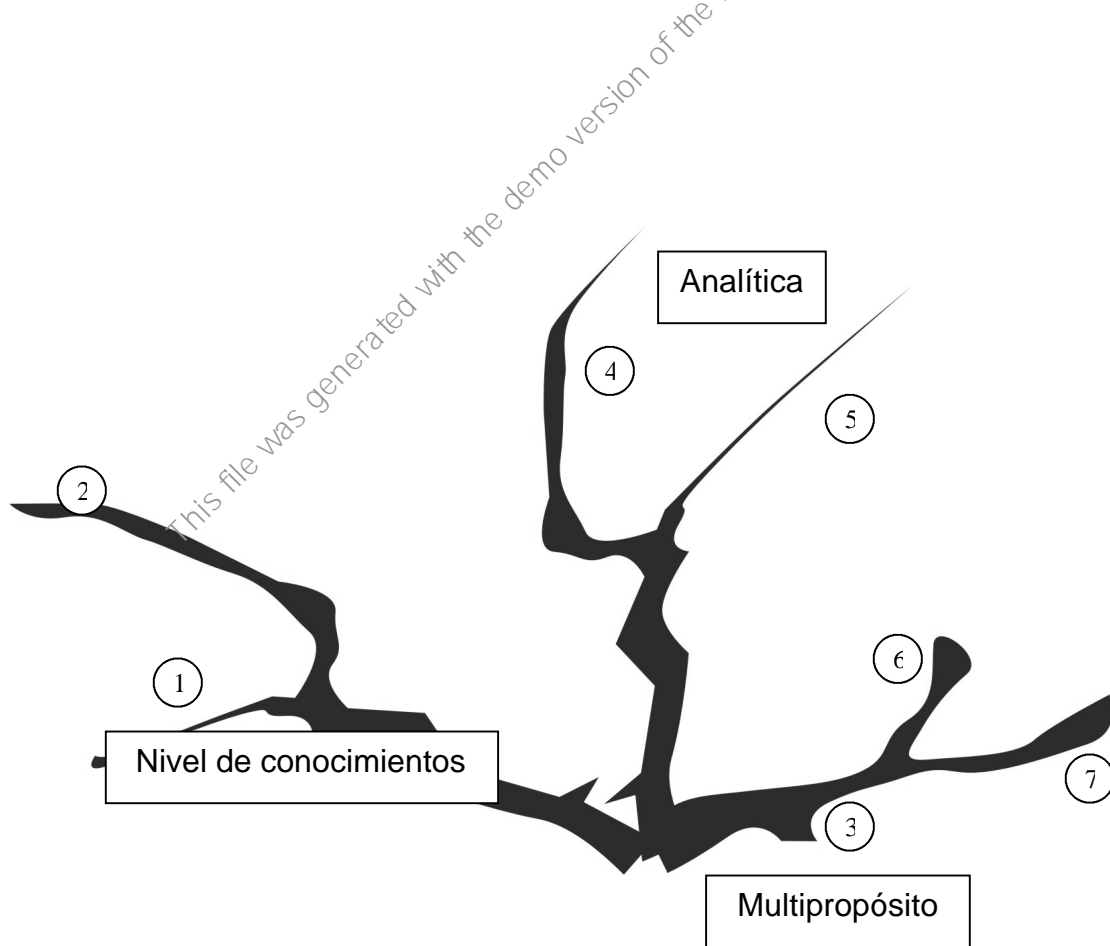 This file was generated with the demo version of the
Analítica
4
5
2
6
1
Nivel de conocimientos
7
3
Multipropósito